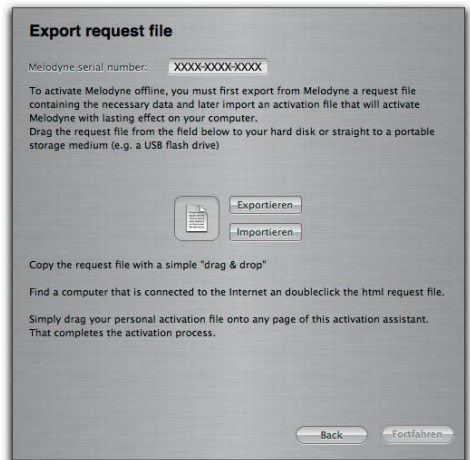 Export request file
Melodyne serial number: XXXX-XXXX-XXXX
To activate Melodyne offline, you must first export from Melodyne a request file
containing the necessary data and later import an activation file that will activate
Melodyne with lasting effect on your computer.
Drag the request file from the field below to your hard disk or straight to a portable
storage medium (e.g. a USB flash drive)
Exportieren
Importieren
Copy the request file with a simple "drag & drop"
Find a computer that is connected to the Internet an doubleclick the html request file.
Simply drag your personal activation file onto any page of this activation assistant.
That completes the activation process.
Back Fortfahren